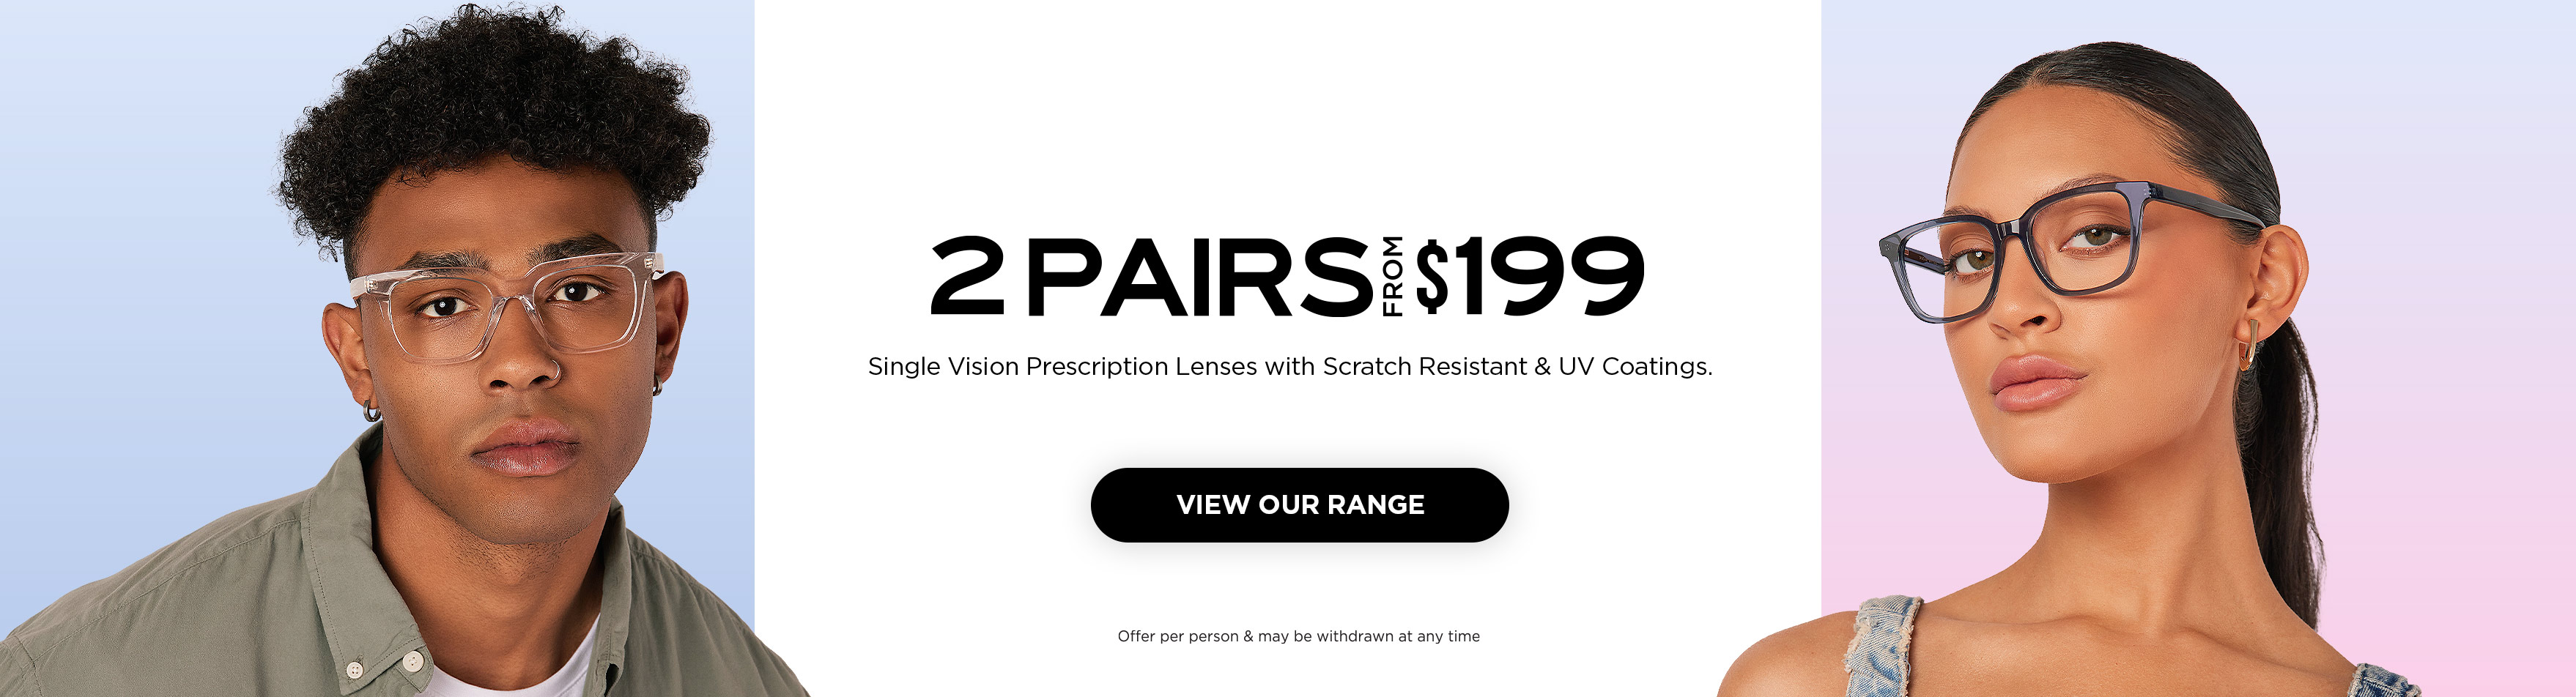 2 PAIRS FROM $199
Single Vision Prescription Lenses with Scratch Resistant & UV Coatings.
VIEW OUR RANGE
Offer per person & may be withdrawn at any time